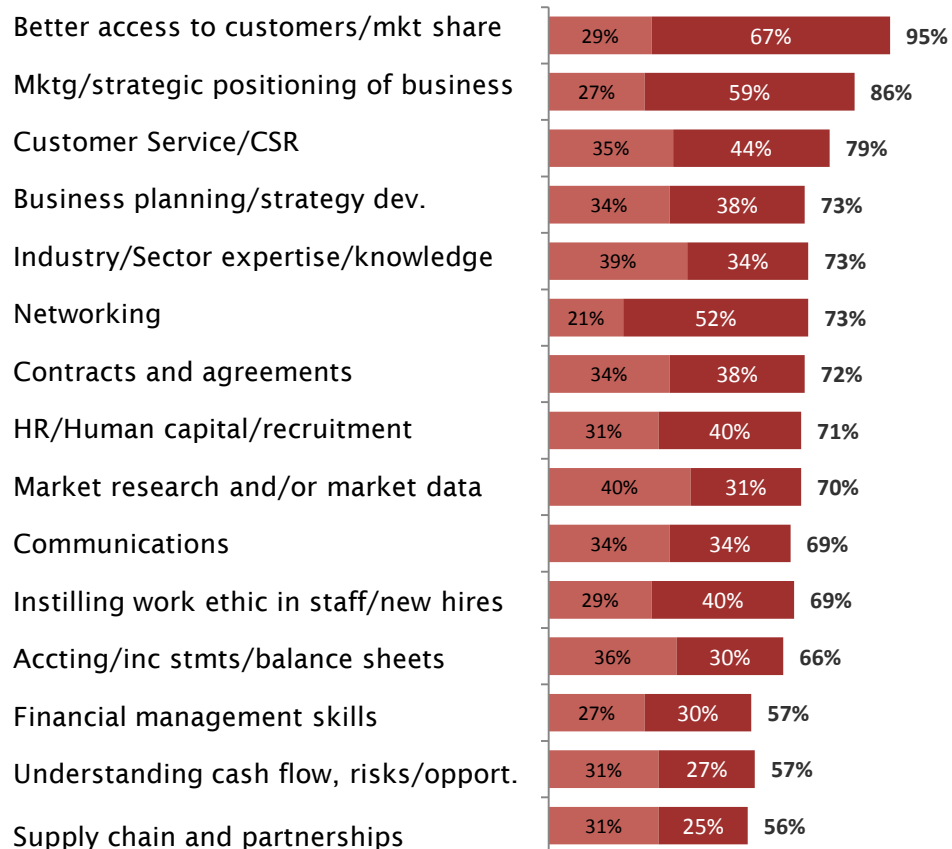 Better access to customers/mkt share 29% 67% 95%
Mktg/strategic positioning of business 27% 59% 86%
Customer Service/CSR 35% 44% 79%
Business planning/strategy dev. 34% 38% 73%
Industry/Sector expertise/knowledge 39% 34% 73%
Networking 21% 52% 73%
Contracts and agreements 34% 38% 72%
HR/Human capital/recruitment 31% 40% 71%
Market research and/or market data 40% 31% 70%
Communications 34% 34% 69%
Instilling work ethic in staff/new hires 29% 40% 69%
Accting/inc stmts/balance sheets 36% 30% 66%
Financial management skills 27% 30% 57%
Understanding cash flow, risks/opport. 31% 27% 57%
Supply chain and partnerships 31% 25% 56%